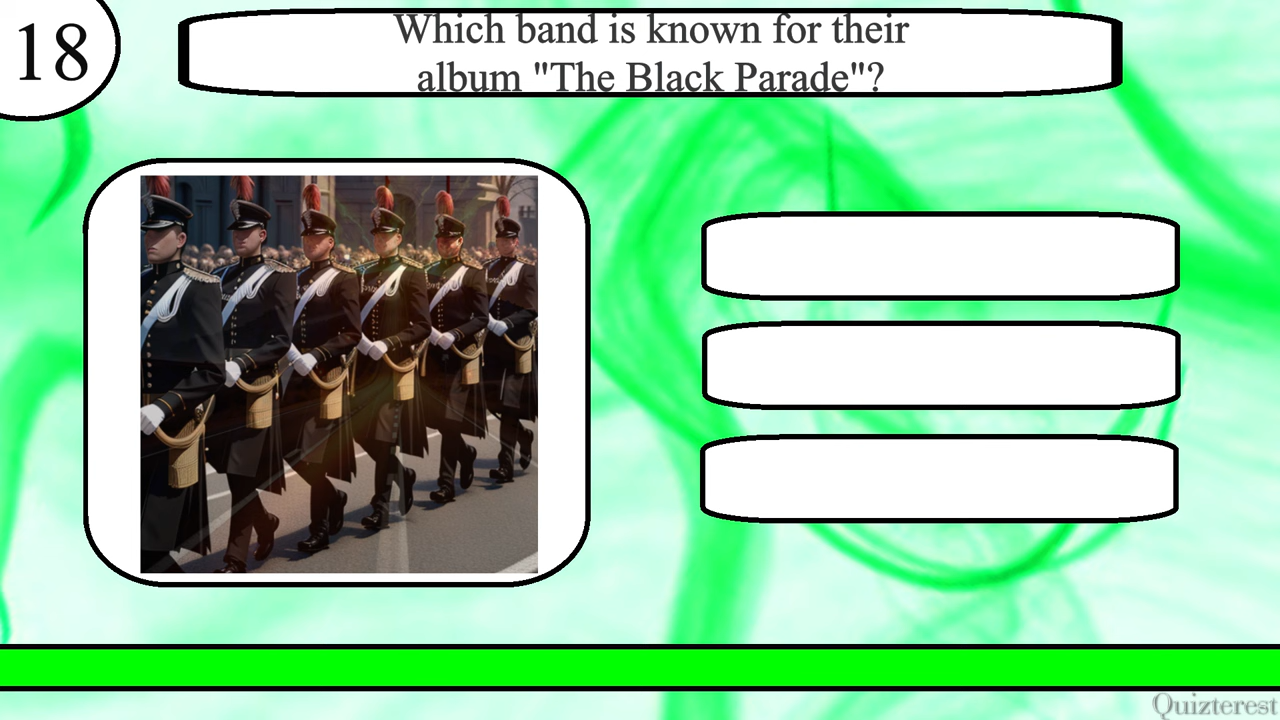 18
Which band is known for their
album "The Black Parade"?
Quizterest